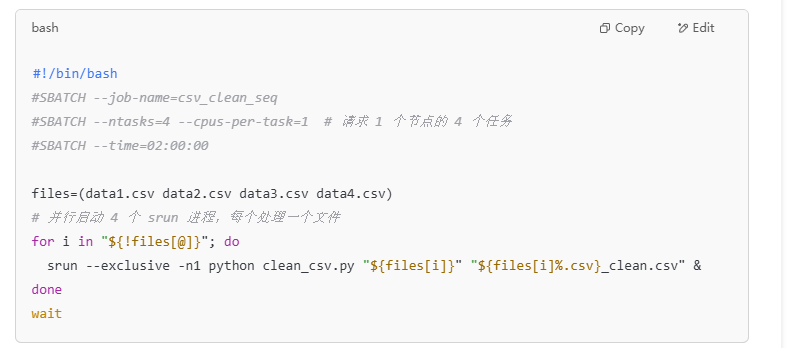 bash
Copy
Edit
#!/bin/bash
#SBATCH --job-name=csv_clean_seq
#SBATCH --ntasks=4 --cpus-per-task=1  # 请求 1 个节点的 4 个任务
#SBATCH --time=02:00:00

files=(data1.csv data2.csv data3.csv data4.csv)
# 并行启动 4 个 srun 进程，每个处理一个文件
for i in "${!files[@]}"; do
  srun --exclusive -n1 python clean_csv.py "${files[i]}" "${files[i]%.csv}_clean.csv" &
done
wait